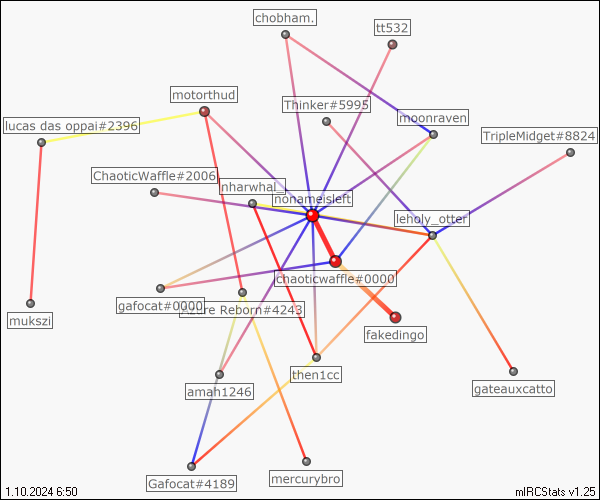 chobham.
tt532
motorthud
Thinker#5995
moonraven
lucas das oppai#2396
TripleMidget#8824
ChaoticWaffle#2006
nharwhal_
nonameisleft
leholy_otter
chaoticwaffle#0000
gafocat#0000
Azure Reborn#4243
mukszi
fakedingo
then1cc
amah1246
gateauxcatto
Gafocat#4189
mercurybro
1.10.2024 6:50
mIRCStats v1.25